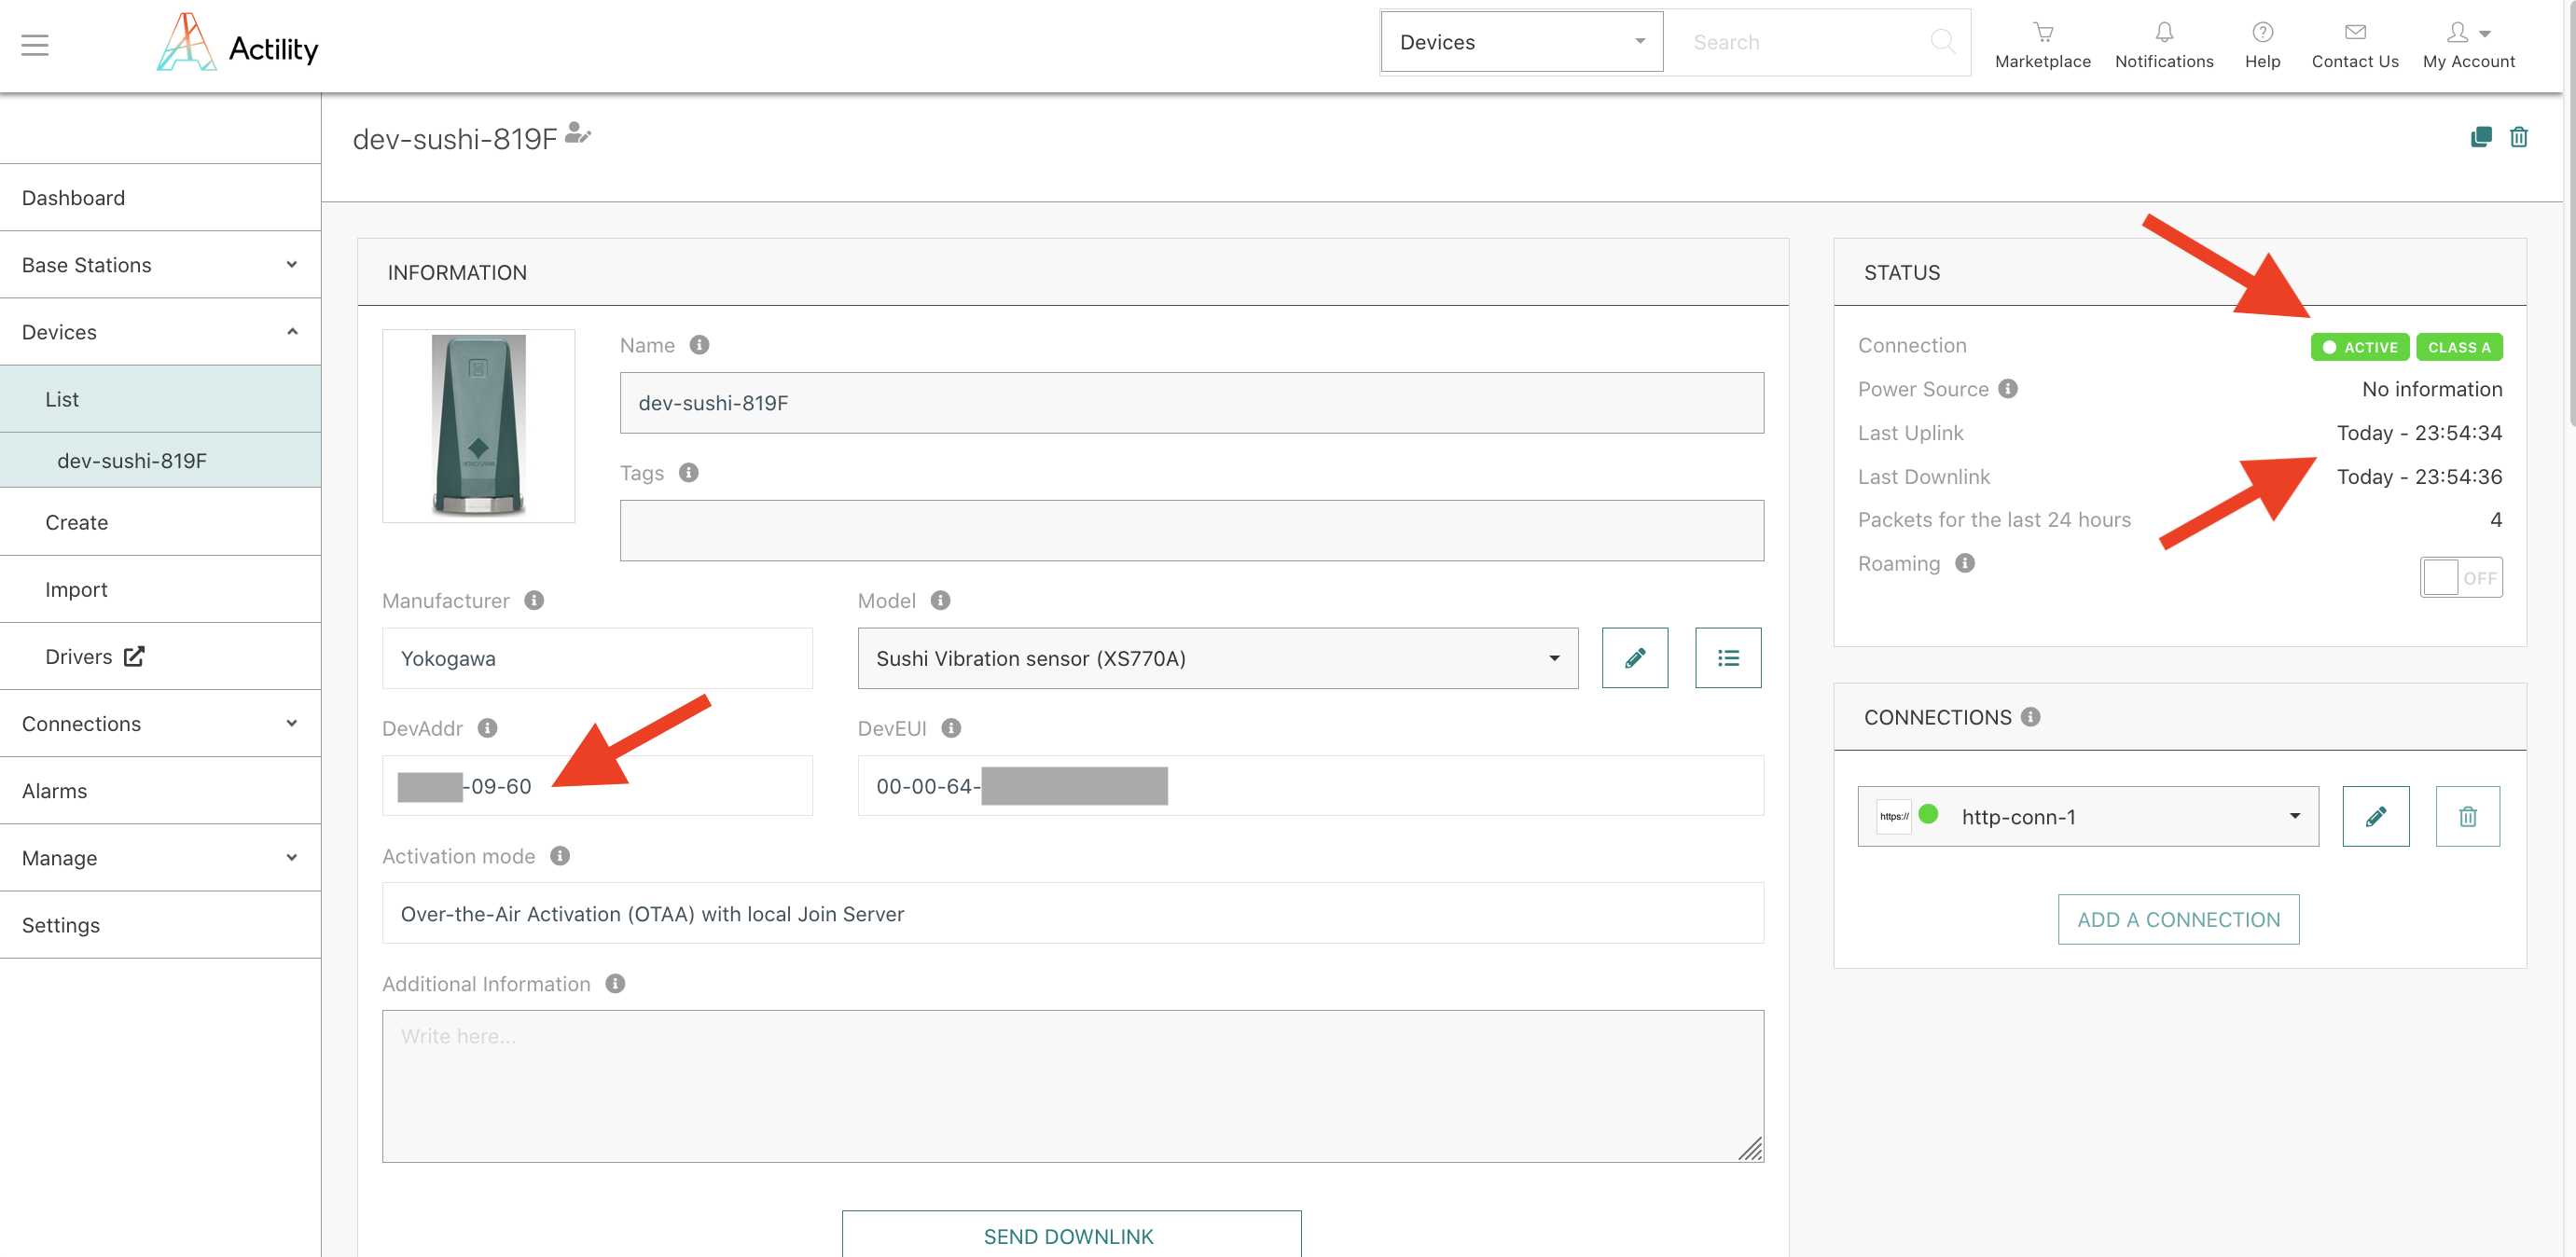 Actility
Devices
Search
Marketplace
Notifications
Help
Contact Us
My Account
dev-sushi-819F
Dashboard
Base Stations
Devices
List
dev-sushi-819F
Create
Import
Drivers
Connections
Alarms
Manage
Settings
INFORMATION
Name
dev-sushi-819F
Tags
Manufacturer
Yokogawa
Model
Sushi Vibration sensor (XS770A)
DevAddr
-09-60
DevEUI
00-00-64-
Activation mode
Over-the-Air Activation (OTAA) with local Join Server
Additional Information
Write here...
SEND DOWNLINK
STATUS
Connection ACTIVE CLASS A
Power Source No information
Last Uplink Today - 23:54:34
Last Downlink Today - 23:54:36
Packets for the last 24 hours 4
Roaming OFF
CONNECTIONS
https:// http-conn-1
ADD A CONNECTION